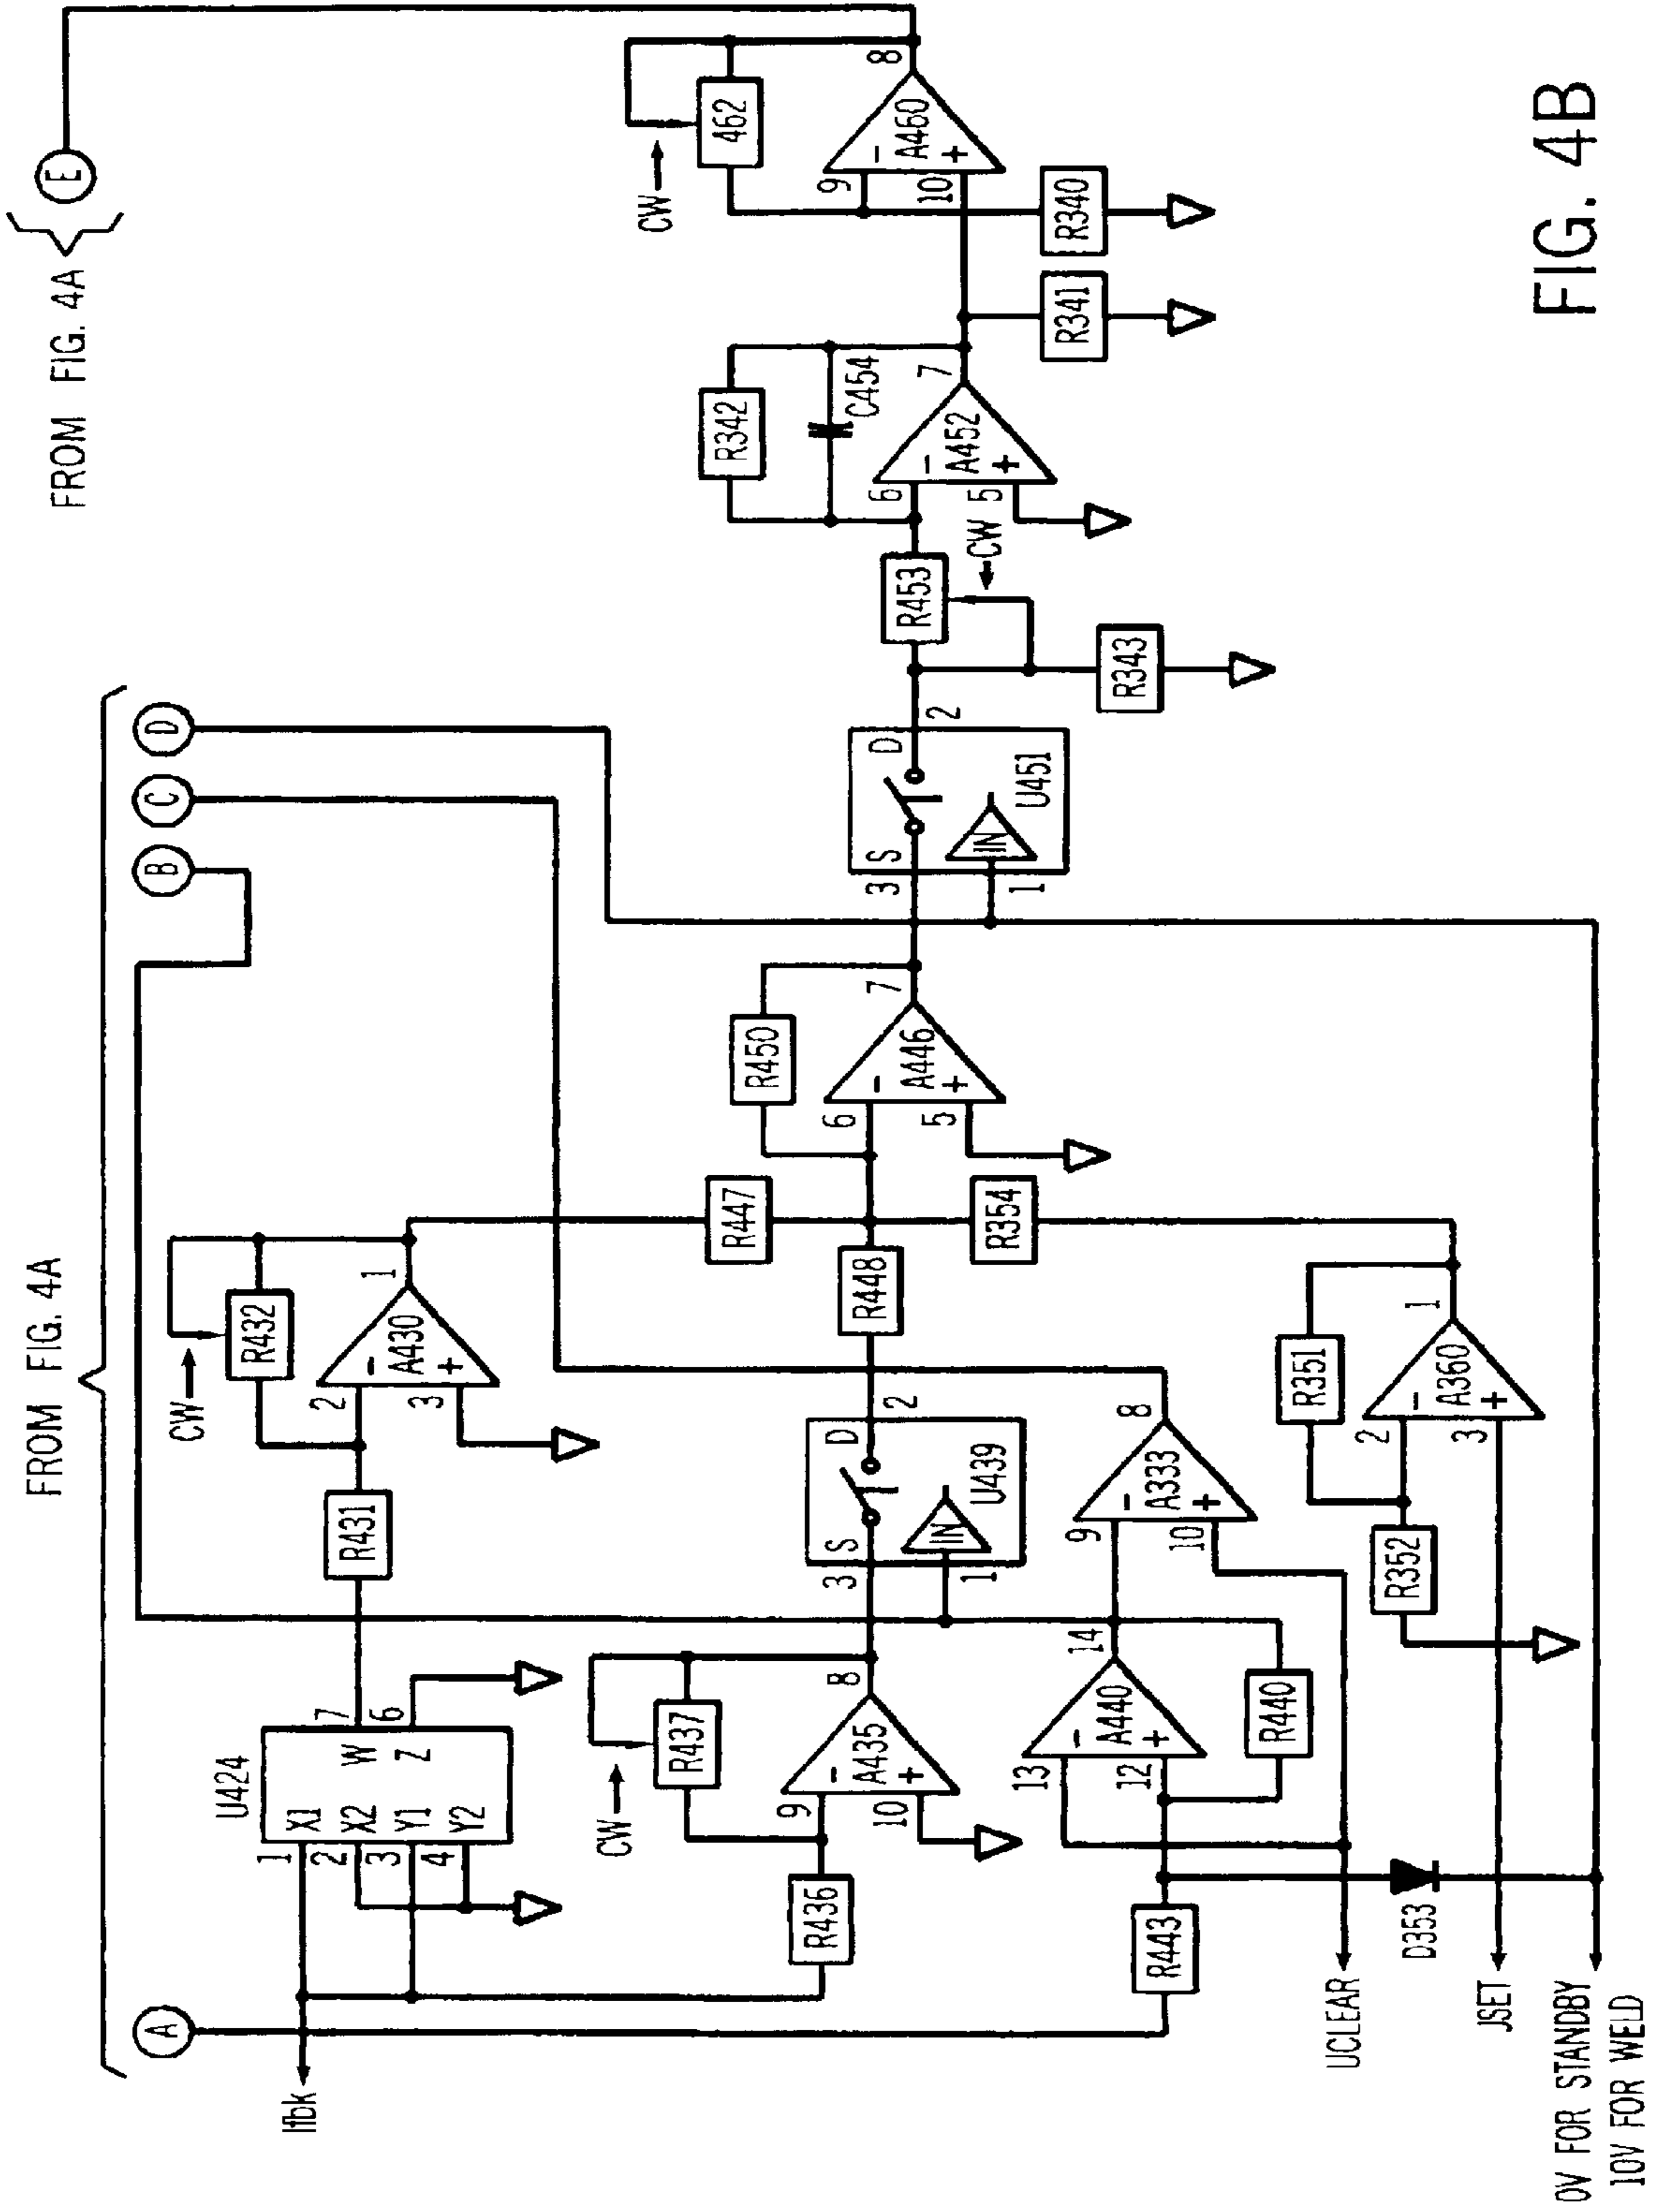 FROM FIG. 4A
E
FROM FIG. 4A
A
B
C
D
Ifbk
U424
1 X1
2 X2
3 Y1
4 Y2
W 7
Z 6
R431
CW
R432
2 -
3 +
A430
1
R447
R436
CW
R437
9 -
10 +
A435
8
3 S
D 2
IN
1
U439
R448
R450
6 -
5 +
A446
7
3 S
D 2
IN
1
U451
R453
CW
R343
R342
C454
6 -
5 +
A452
7
R341
CW
462
9 -
10 +
A460
8
R340
R443
13 -
12 +
A440
14
R440
9 -
10 +
A333
8
R354
UCLEAR
D353
JSET
R352
R351
2 -
3 +
A360
1
0V FOR STANDBY
10V FOR WELD
FIG. 4B